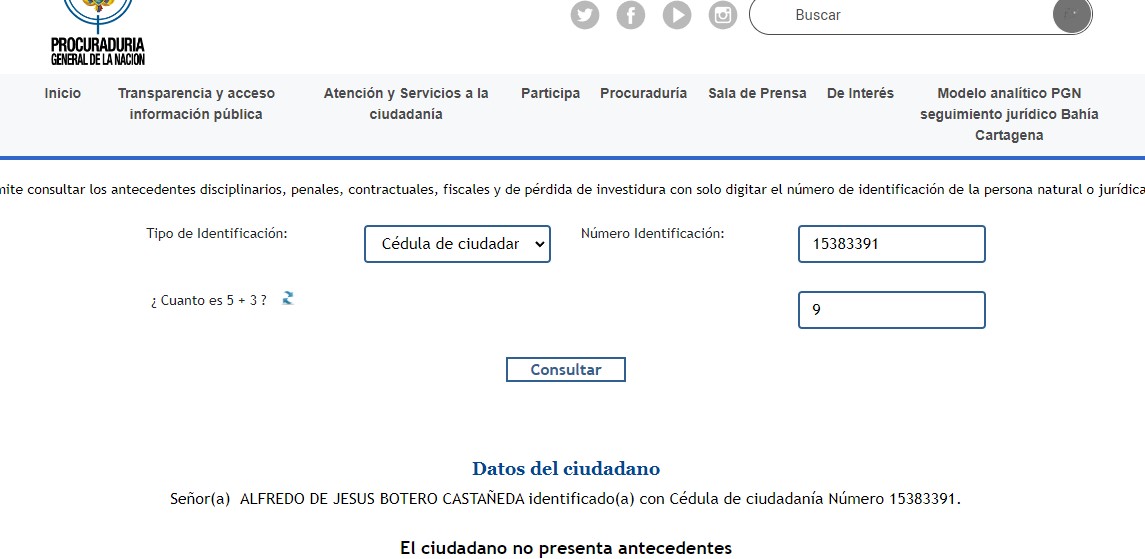 PROCURADURIA
GENERAL DE LA NACION
Buscar
Inicio
Transparencia y acceso
información pública
Atención y Servicios a la
ciudadanía
Participa
Procuraduría
Sala de Prensa
De Interés
Modelo analítico PGN
seguimiento jurídico Bahía
Cartagena
mite consultar los antecedentes disciplinarios, penales, contractuales, fiscales y de pérdida de investidura con solo digitar el número de identificación de la persona natural o jurídica
Tipo de Identificación:
Cédula de ciudadar
Número Identificación:
15383391
¿ Cuanto es 5 + 3 ?
9
Consultar
Datos del ciudadano
Señor(a) ALFREDO DE JESUS BOTERO CASTAÑEDA identificado(a) con Cédula de ciudadanía Número 15383391.
El ciudadano no presenta antecedentes